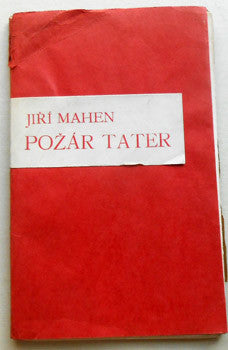 JIŘÍ MAHEN
POŽÁR TATER